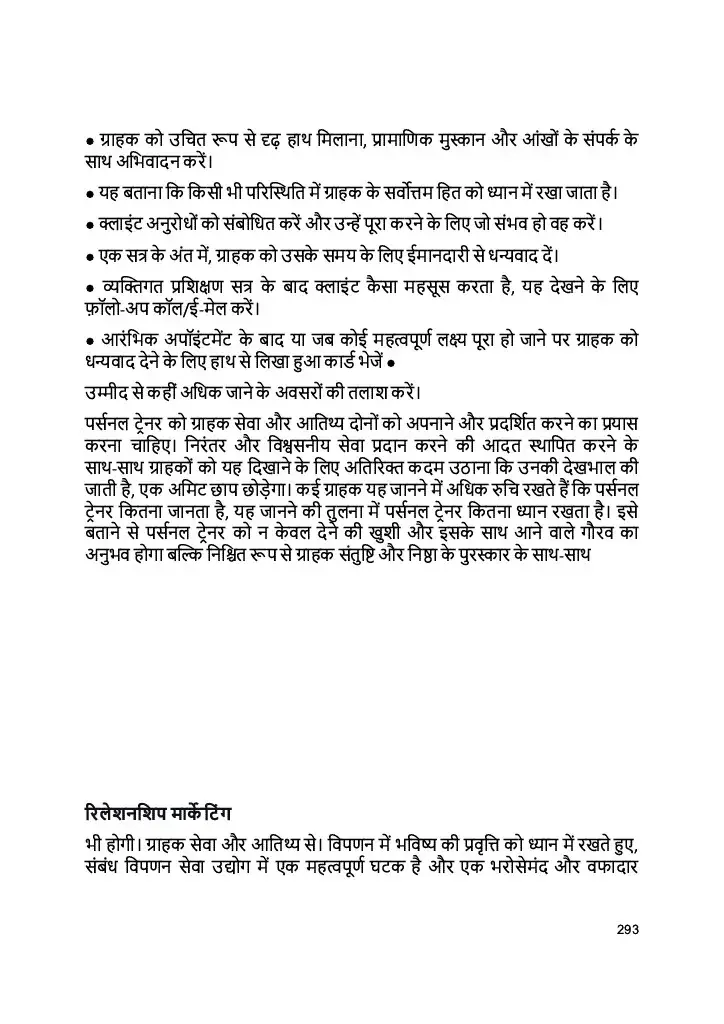 ● ग्राहक को उचित रूप से दृढ़ हाथ मिलाना, प्रामाणिक मुस्कान और आंखों के संपर्क के
साथ अभिवादन करें।
● यह बताना कि किसी भी परिस्थिति में ग्राहक के सर्वोत्तम हित को ध्यान में रखा जाता है।
● क्लाइंट अनुरोधों को संबोधित करें और उन्हें पूरा करने के लिए जो संभव हो वह करें।
● एक सत्र के अंत में, ग्राहक को उसके समय के लिए ईमानदारी से धन्यवाद दें।
● व्यक्तिगत प्रशिक्षण सत्र के बाद क्लाइंट कैसा महसूस करता है, यह देखने के लिए
फ़ॉलो-अप कॉल/ई-मेल करें।
● आरंभिक अपॉइंटमेंट के बाद या जब कोई महत्वपूर्ण लक्ष्य पूरा हो जाने पर ग्राहक को
धन्यवाद देने के लिए हाथ से लिखा हुआ कार्ड भेजें ●
उम्मीद से कहीं अधिक जाने के अवसरों की तलाश करें।
पर्सनल ट्रेनर को ग्राहक सेवा और आतिथ्य दोनों को अपनाने और प्रदर्शित करने का प्रयास
करना चाहिए। निरंतर और विश्वसनीय सेवा प्रदान करने की आदत स्थापित करने के
साथ-साथ ग्राहकों को यह दिखाने के लिए अतिरिक्त कदम उठाना कि उनकी देखभाल की
जाती है, एक अमिट छाप छोड़ेगा। कई ग्राहक यह जानने में अधिक रुचि रखते हैं कि पर्सनल
ट्रेनर कितना जानता है, यह जानने की तुलना में पर्सनल ट्रेनर कितना ध्यान रखता है। इसे
बताने से पर्सनल ट्रेनर को न केवल देने की खुशी और इसके साथ आने वाले गौरव का
अनुभव होगा बल्कि निश्चित रूप से ग्राहक संतुष्टि और निष्ठा के पुरस्कार के साथ-साथ
रिलेशनशिप मार्केटिंग
भी होगी। ग्राहक सेवा और आतिथ्य से। विपणन में भविष्य की प्रवृत्ति को ध्यान में रखते हुए,
संबंध विपणन सेवा उद्योग में एक महत्वपूर्ण घटक है और एक भरोसेमंद और वफादार
293